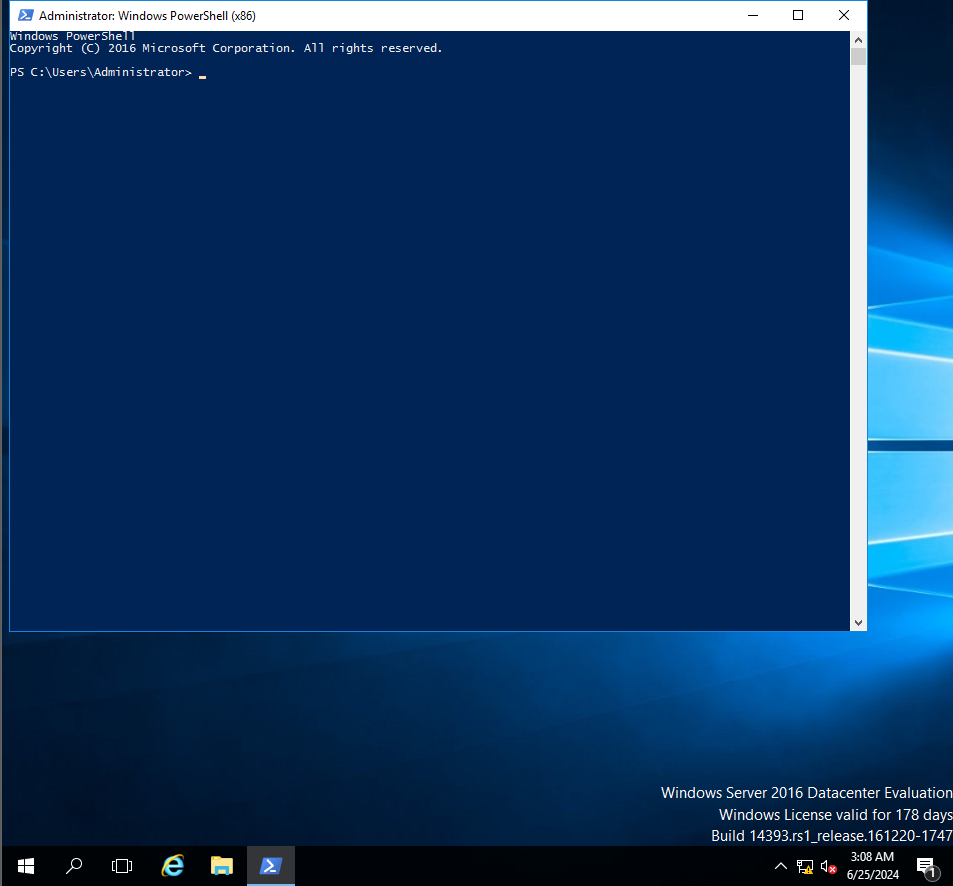 Administrator: Windows PowerShell (x86)
Windows PowerShell
Copyright (C) 2016 Microsoft Corporation. All rights reserved.
PS C:\Users\Administrator> _
Windows Server 2016 Datacenter Evaluation
Windows License valid for 178 days
Build 14393.rs1_release.161220-1747
3:08 AM
6/25/2024
1